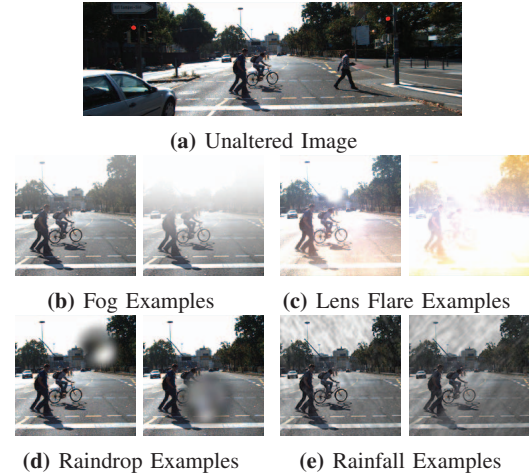 (a) Unaltered Image
(b) Fog Examples
(c) Lens Flare Examples
(d) Raindrop Examples
(e) Rainfall Examples